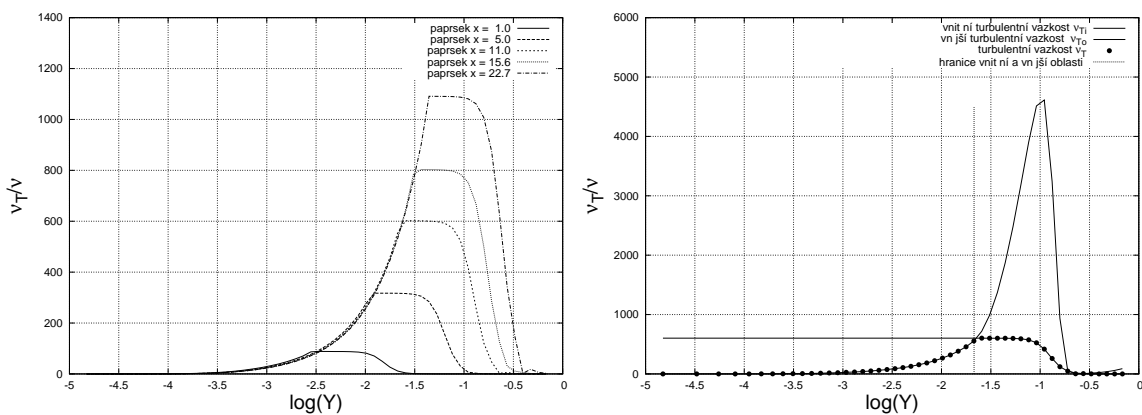 1400
1200
1000
800
600
400
200
0
ν_T/ν
-5 -4.5 -4 -3.5 -3 -2.5 -2 -1.5 -1 -0.5 0
log(Y)
paprsek x = 1.0
paprsek x = 5.0
paprsek x = 11.0
paprsek x = 15.6
paprsek x = 22.7
6000
5000
4000
3000
2000
1000
0
ν_T/ν
-5 -4.5 -4 -3.5 -3 -2.5 -2 -1.5 -1 -0.5 0
log(Y)
vnit ní turbulentní vazkost ν_Ti
vn jší turbulentní vazkost ν_To
turbulentní vazkost ν_T
hranice vnit ní a vn jší oblasti